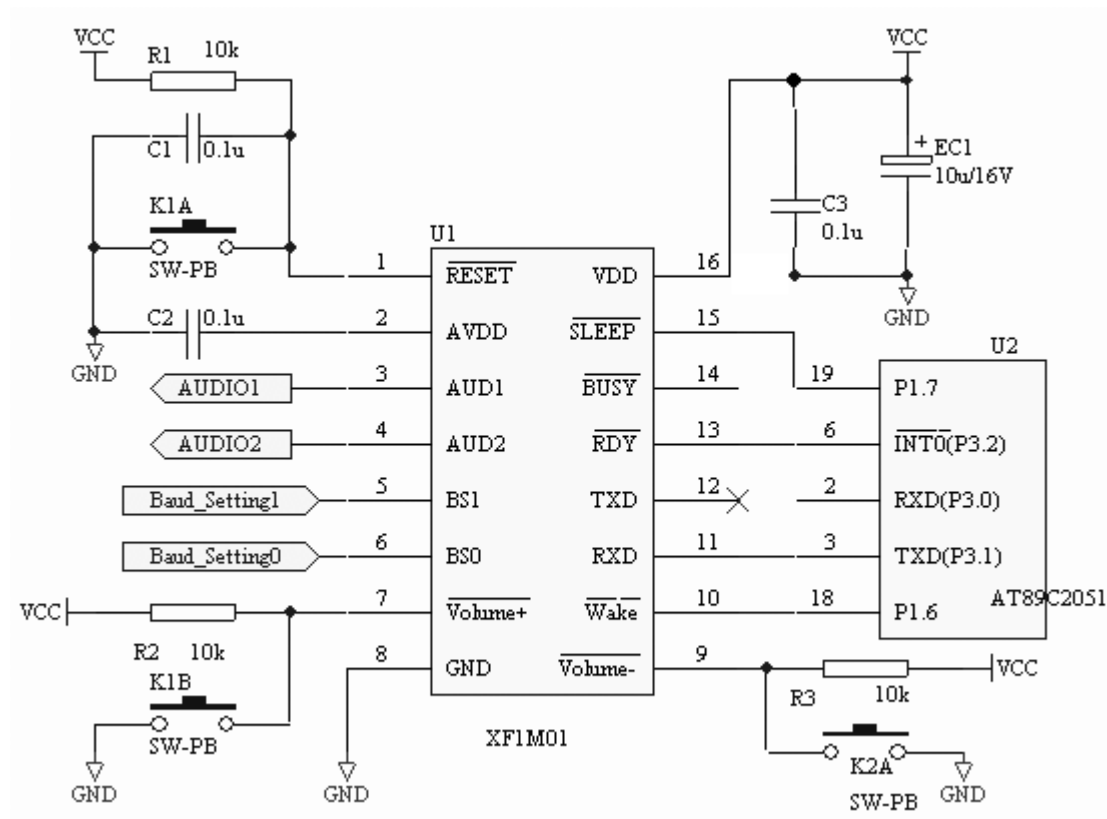 VCC
R1 10k
C1 0.1u
K1A
SW-PB
C2 0.1u
GND
AUDIO1
AUDIO2
Baud_Setting1
Baud_Setting0
VCC
R2 10k
K1B
SW-PB
GND
GND
U1
1 RESET
2 AVDD
3 AUD1
4 AUD2
5 BS1
6 BS0
7 Volume+
8 GND
VDD 16
SLEEP 15
BUSY 14
RDY 13
TXD 12
RXD 11
Wake 10
Volume- 9
XF1M01
VCC
+ EC1
10u/16V
C3
0.1u
GND
U2
19 P1.7
6 INT0(P3.2)
2 RXD(P3.0)
3 TXD(P3.1)
18 P1.6
AT89C2051
VCC
R3 10k
K2A
SW-PB
GND